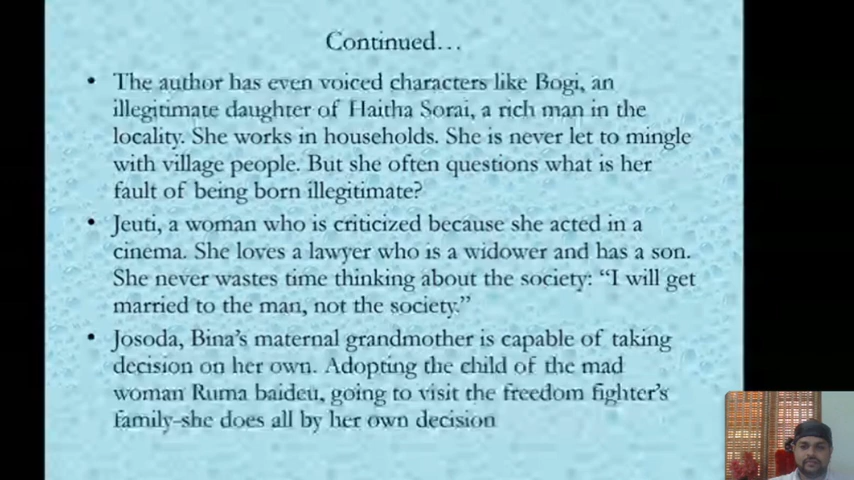 Continued...
• The author has even voiced characters like Bogi, an
illegitimate daughter of Haitha Sorai, a rich man in the
locality. She works in households. She is never let to mingle
with village people. But she often questions what is her
fault of being born illegitimate?
• Jeuti, a woman who is criticized because she acted in a
cinema. She loves a lawyer who is a widower and has a son.
She never wastes time thinking about the society: “I will get
married to the man, not the society.”
• Josoda, Bina’s maternal grandmother is capable of taking
decision on her own. Adopting the child of the mad
woman Ruma baideu, going to visit the freedom fighter’s
family-she does all by her own decision